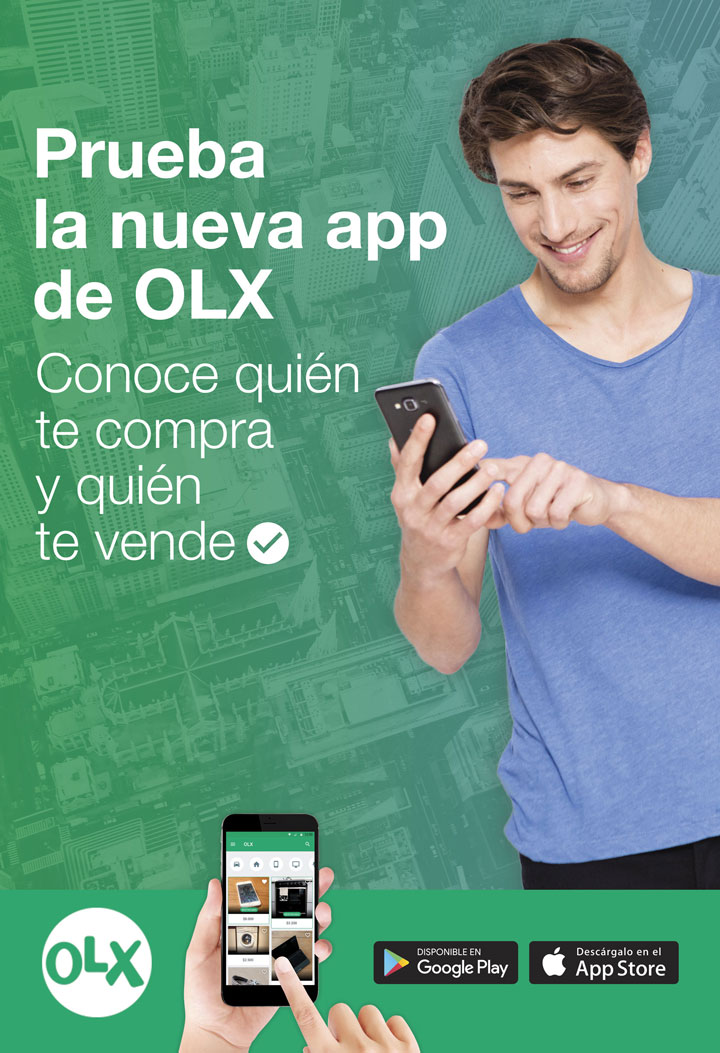 Prueba
la nueva app
de OLX
Conoce quién
te compra
y quién
te vende
OLX
OLX
DISPONIBLE EN
Google Play
Descárgalo en el
App Store